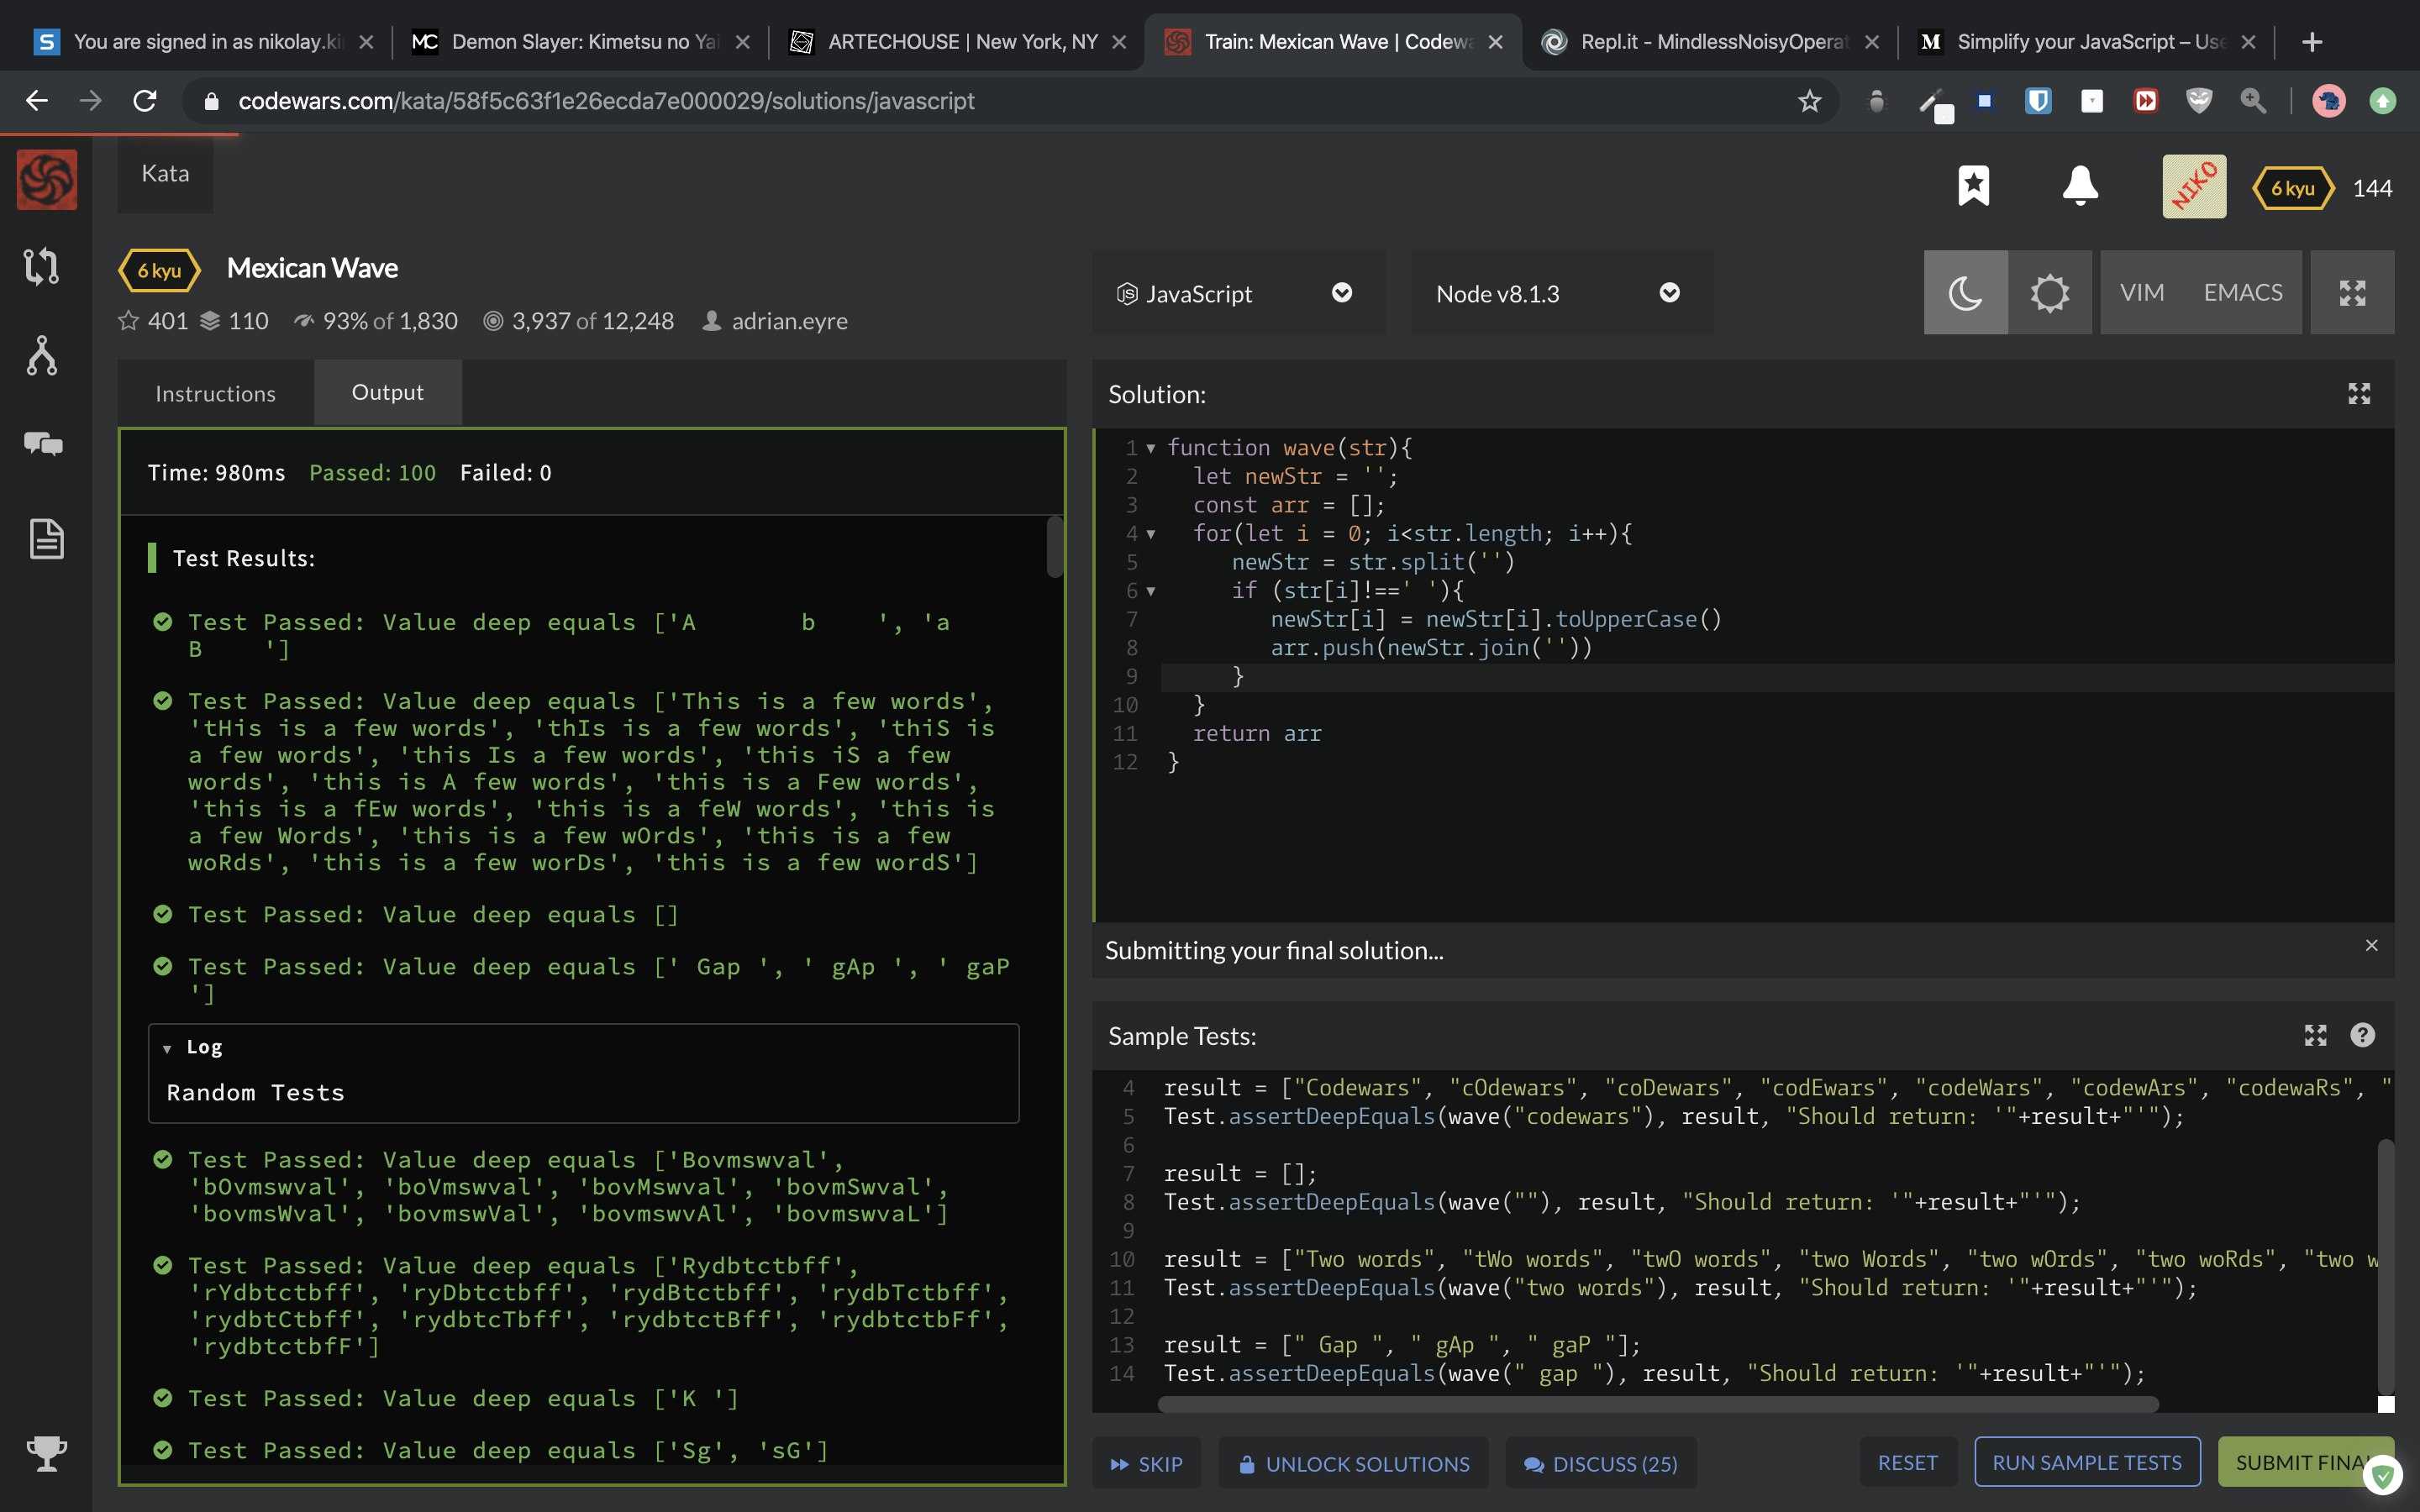 You are signed in as nikolay.ki
MC Demon Slayer: Kimetsu no Yai
ARTECHOUSE | New York, NY
Train: Mexican Wave | Codewa
Repl.it - MindlessNoisyOperat
M Simplify your JavaScript – Use
codewars.com/kata/58f5c63f1e26ecda7e000029/solutions/javascript
Kata
NIKO
6 kyu 144
6 kyu Mexican Wave
401 110 93% of 1,830 3,937 of 12,248 adrian.eyre
JavaScript
Node v8.1.3
VIM EMACS
Instructions Output
Time: 980ms Passed: 100 Failed: 0
Test Results:
Test Passed: Value deep equals ['A       b    ', 'a
B    ']
Test Passed: Value deep equals ['This is a few words',
'tHis is a few words', 'thIs is a few words', 'thiS is
a few words', 'this Is a few words', 'this iS a few
words', 'this is A few words', 'this is a Few words',
'this is a fEw words', 'this is a feW words', 'this is
a few Words', 'this is a few wOrds', 'this is a few
woRds', 'this is a few worDs', 'this is a few wordS']
Test Passed: Value deep equals []
Test Passed: Value deep equals [' Gap ', ' gAp ', ' gaP
']
Log
Random Tests
Test Passed: Value deep equals ['Bovmswval',
'bOvmswval', 'boVmswval', 'bovMswval', 'bovmSwval',
'bovmsWval', 'bovmswVal', 'bovmswvAl', 'bovmswvaL']
Test Passed: Value deep equals ['Rydbtctbff',
'rYdbtctbff', 'ryDbtctbff', 'rydBtctbff', 'rydbTctbff',
'rydbtCtbff', 'rydbtcTbff', 'rydbtctBff', 'rydbtctbFf',
'rydbtctbfF']
Test Passed: Value deep equals ['K ']
Test Passed: Value deep equals ['Sg', 'sG']
Solution:
1 function wave(str){
2 let newStr = '';
3 const arr = [];
4 for(let i = 0; i<str.length; i++){
5 newStr = str.split('')
6 if (str[i]!==' '){
7 newStr[i] = newStr[i].toUpperCase()
8 arr.push(newStr.join(''))
9 }
10 }
11 return arr
12 }
Submitting your final solution...
Sample Tests:
4 result = ["Codewars", "cOdewars", "coDewars", "codEwars", "codeWars", "codewArs", "codewaRs", "
5 Test.assertDeepEquals(wave("codewars"), result, "Should return: '"+result+"'");
6
7 result = [];
8 Test.assertDeepEquals(wave(""), result, "Should return: '"+result+"'");
9
10 result = ["Two words", "tWo words", "twO words", "two Words", "two wOrds", "two woRds", "two w
11 Test.assertDeepEquals(wave("two words"), result, "Should return: '"+result+"'");
12
13 result = [" Gap ", " gAp ", " gaP "];
14 Test.assertDeepEquals(wave(" gap "), result, "Should return: '"+result+"'");
SKIP UNLOCK SOLUTIONS DISCUSS (25) RESET RUN SAMPLE TESTS SUBMIT FINA